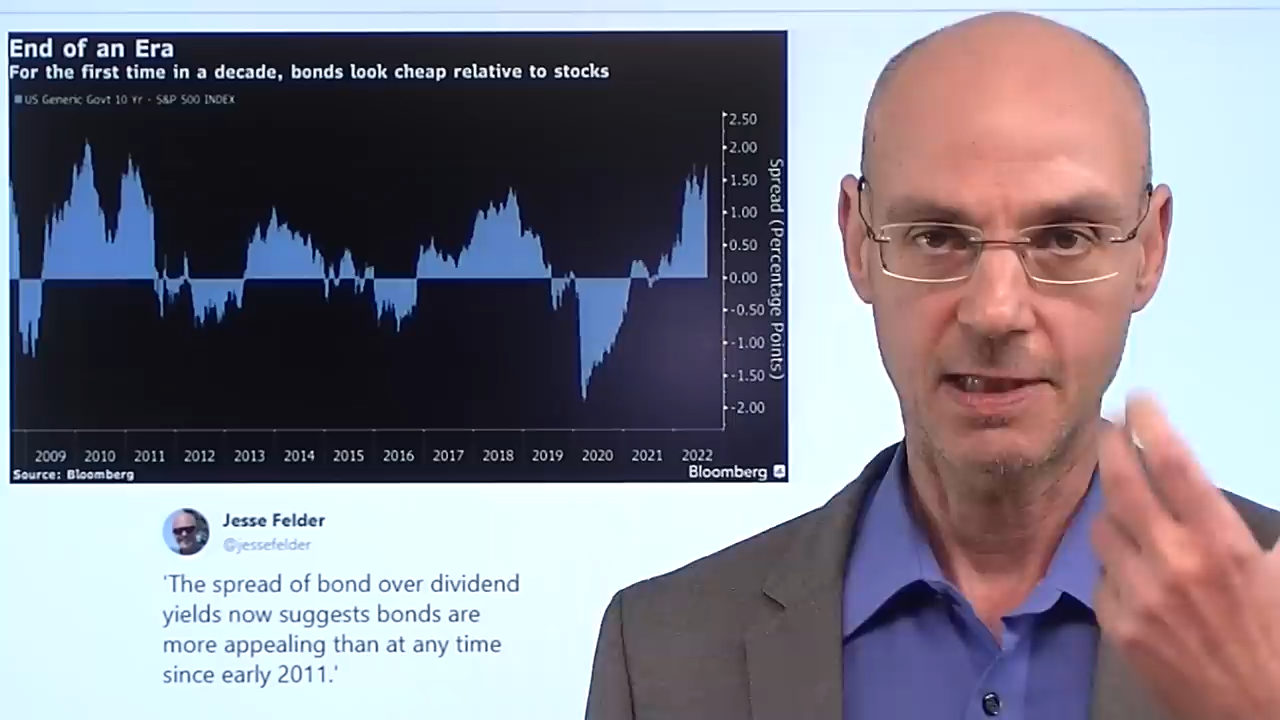 End of an Era
For the first time in a decade, bonds look cheap relative to stocks
US Generic Govt 10 Yr - S&P 500 INDEX
2.50
2.00
1.50
1.00
0.50
0.00
-0.50
-1.00
-1.50
-2.00
Spread (Percentage Points)
2009 2010 2011 2012 2013 2014 2015 2016 2017 2018 2019 2020 2021 2022
Source: Bloomberg
Bloomberg
Jesse Felder
@jessefelder
'The spread of bond over dividend
yields now suggests bonds are
more appealing than at any time
since early 2011.'